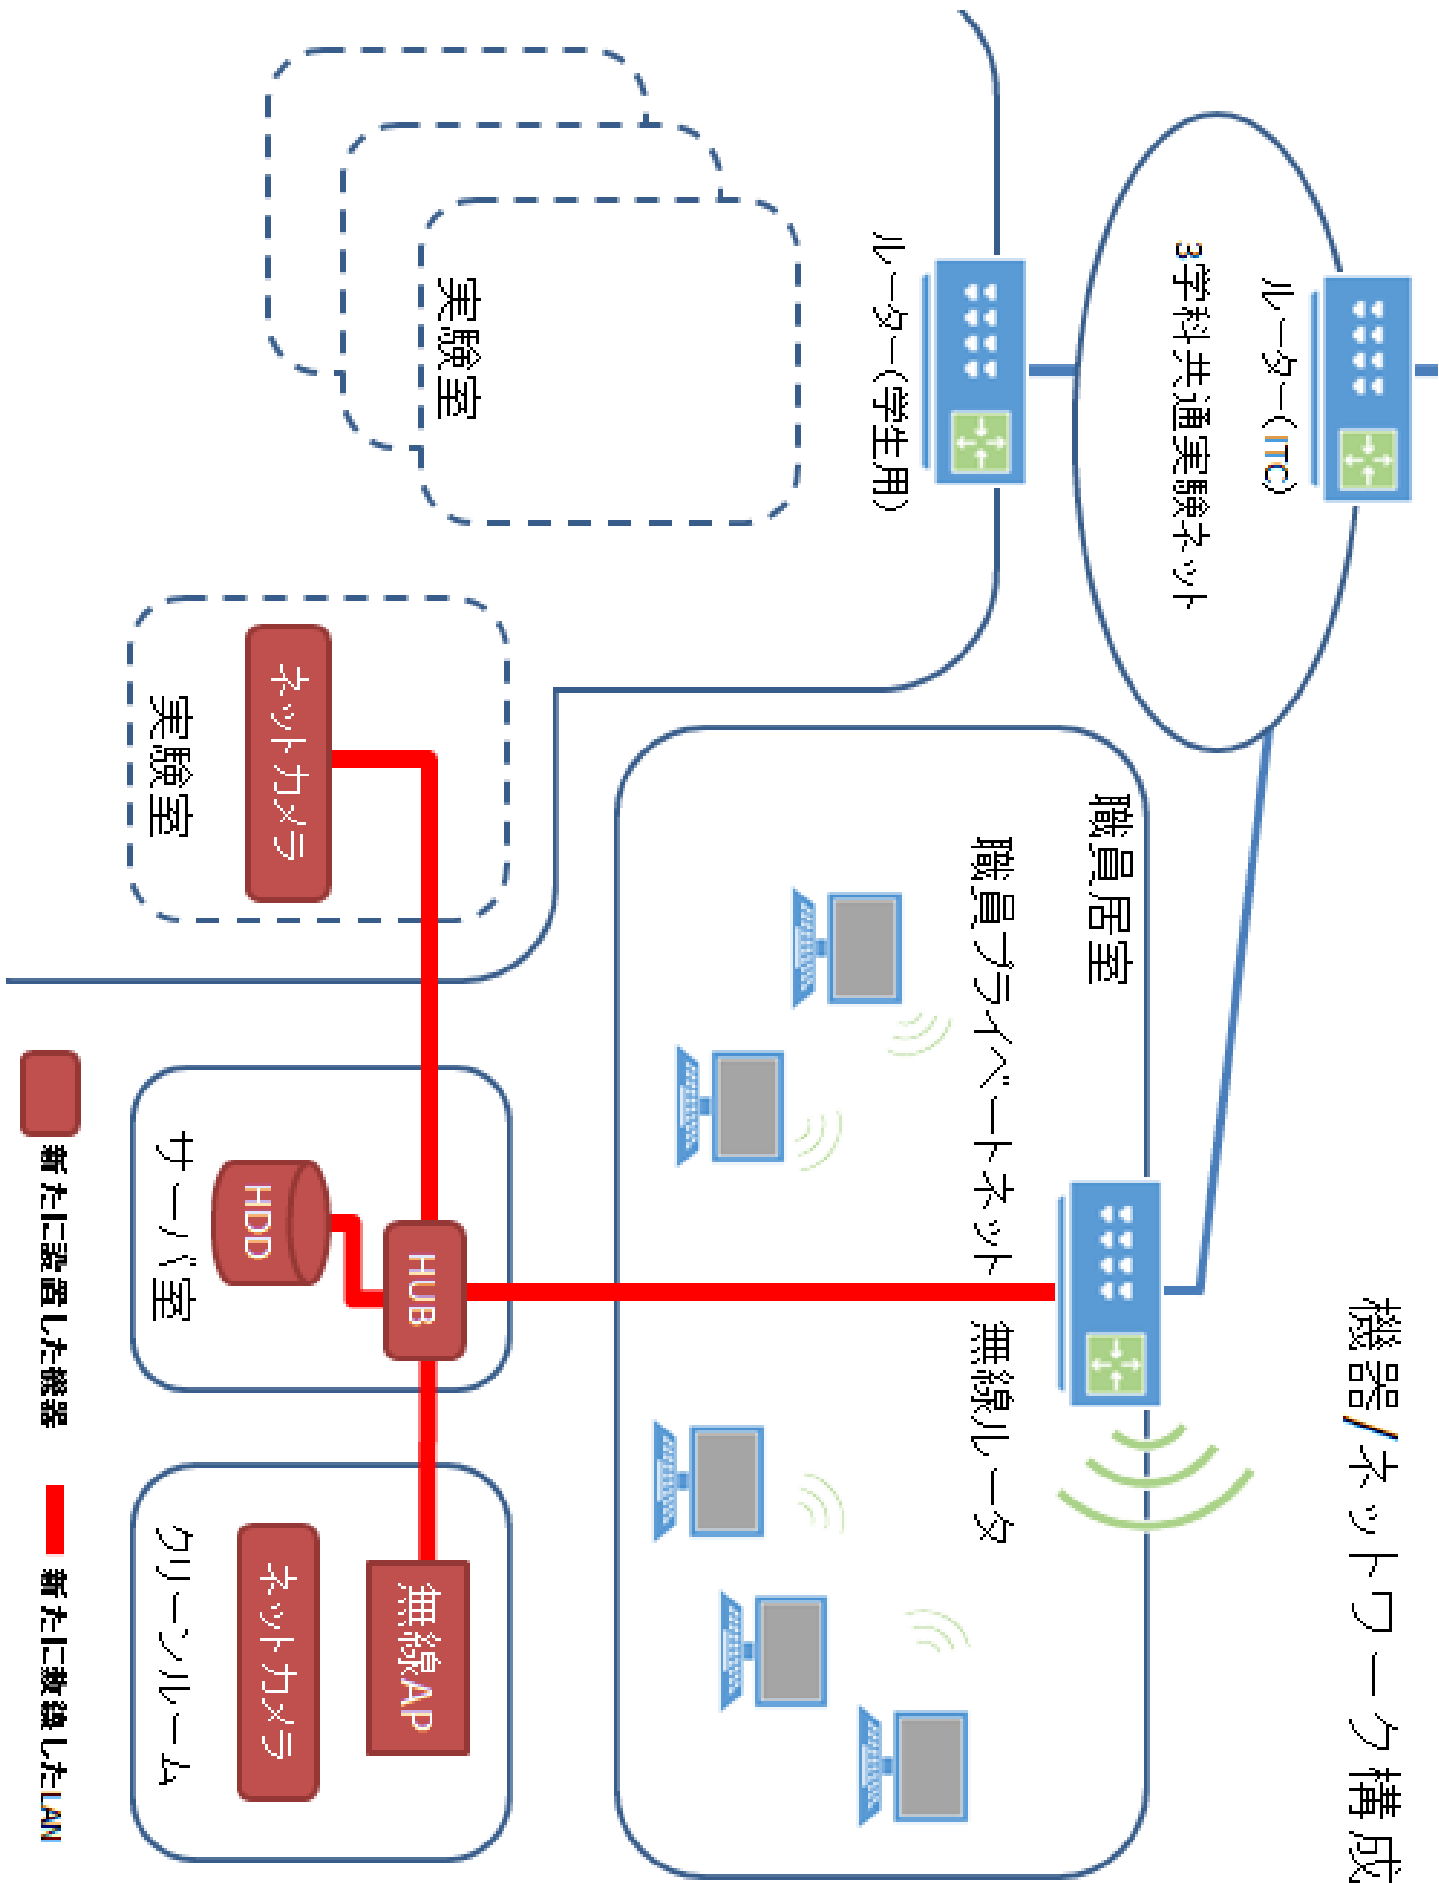 機器/ネットワーク構成
ルーター(ITC)
3学科共通実験ネット
ルーター(学生用)
職員居室
職員プライベートネット
無線ルータ
実験室
実験室
ネットカメラ
サーバ室
HUB
HDD
クリーンルーム
無線AP
ネットカメラ
新たに設置した機器
新たに敷線したLAN